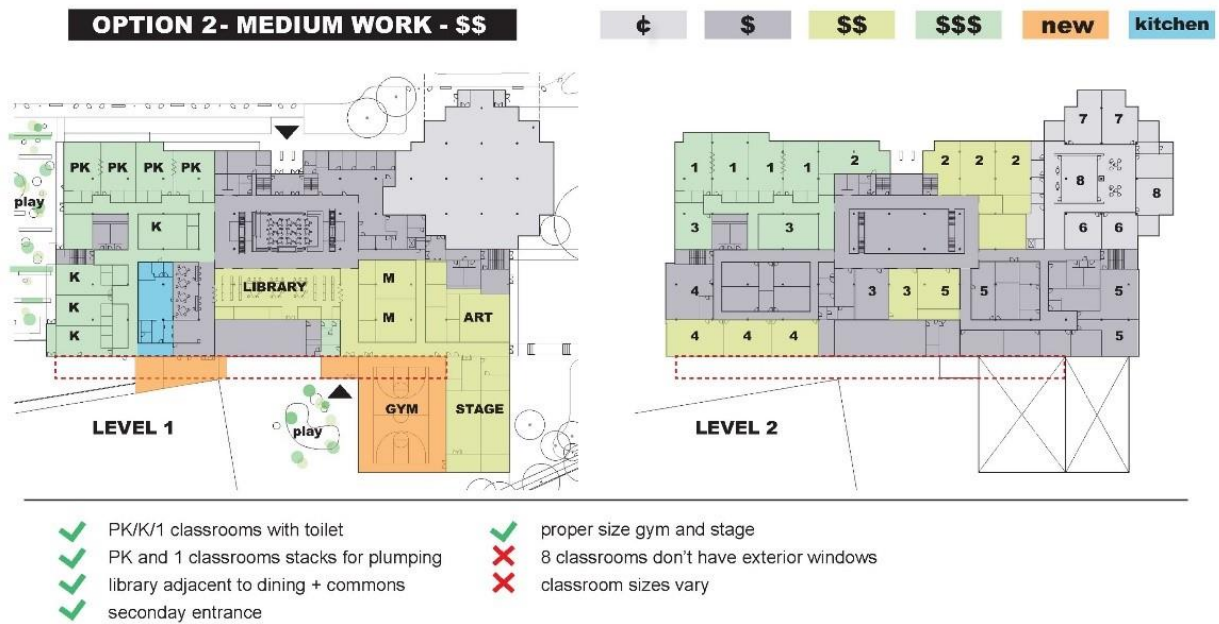 OPTION 2- MEDIUM WORK - $$
¢ $ $$ $$$ new kitchen
PK PK PK PK
play
K
K
K
K
LIBRARY
M
M
ART
GYM
STAGE
play
LEVEL 1
7 7
1 1 1 1 2 2 2 2
8
8
3 3
6 6
4
3 3 5 5
5
4 4 4
5
LEVEL 2
PK/K/1 classrooms with toilet
PK and 1 classrooms stacks for plumping
library adjacent to dining + commons
seconday entrance
proper size gym and stage
8 classrooms don't have exterior windows
classroom sizes vary